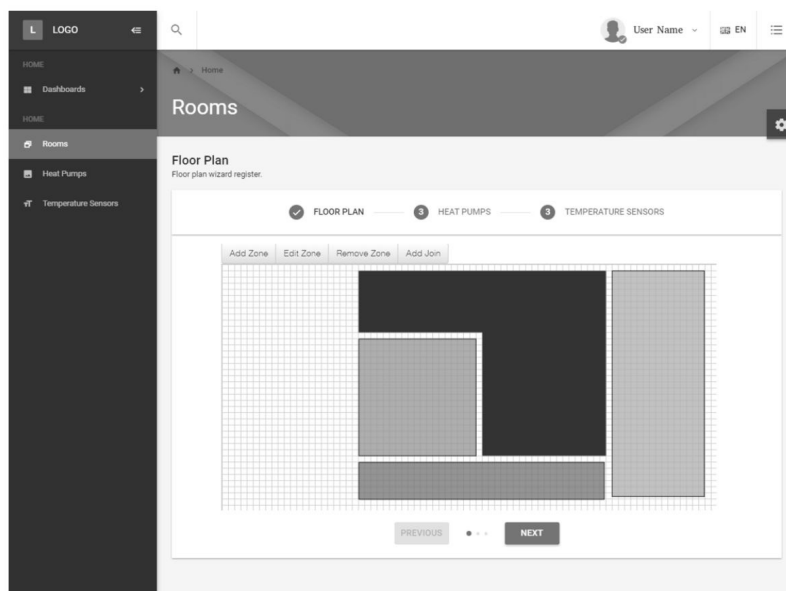 L LOGO
User Name
EN
HOME
Dashboards
HOME
Rooms
Heat Pumps
Temperature Sensors
Home
Rooms
Floor Plan
Floor plan wizard register.
FLOOR PLAN
3 HEAT PUMPS
3 TEMPERATURE SENSORS
Add Zone Edit Zone Remove Zone Add Join
PREVIOUS NEXT